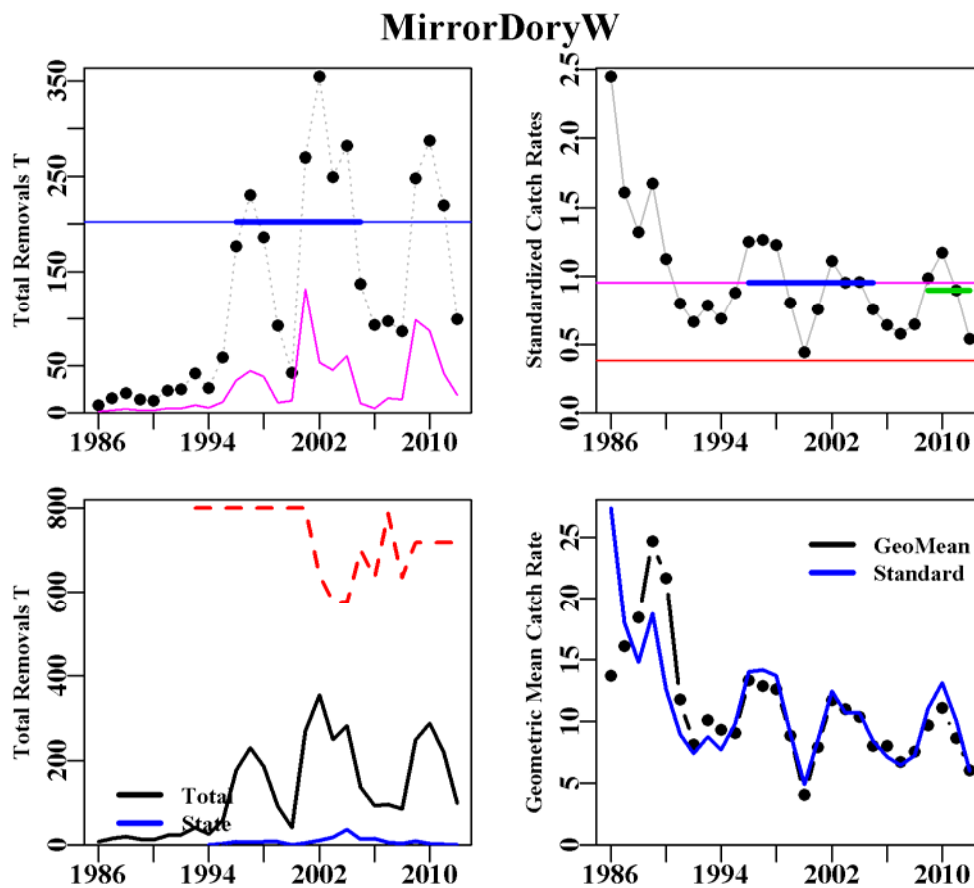 MirrorDoryW
Total Removals T
0 50 150 250 350
1986 1994 2002 2010
Standardized Catch Rates
0.0 0.5 1.0 1.5 2.0 2.5
1986 1994 2002 2010
Total Removals T
0 200 400 600 800
Total
State
1986 1994 2002 2010
Geometric Mean Catch Rate
0 5 10 15 20 25
GeoMean
Standard
1986 1994 2002 2010